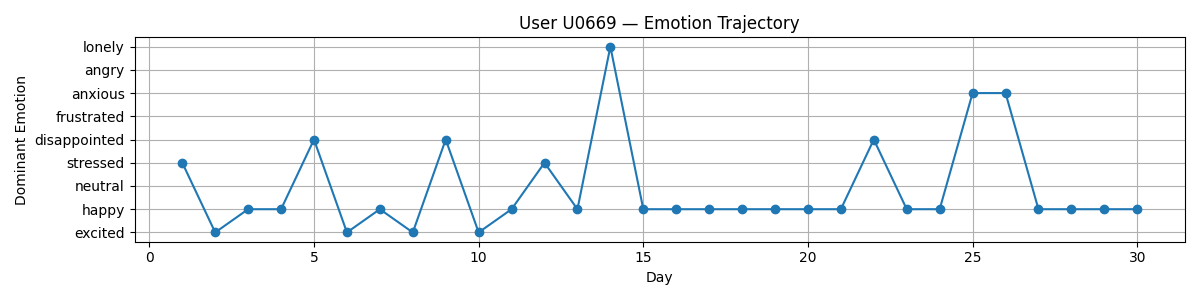 User U0669 — Emotion Trajectory
Dominant Emotion
lonely
angry
anxious
frustrated
disappointed
stressed
neutral
happy
excited
0 5 10 15 20 25 30
Day